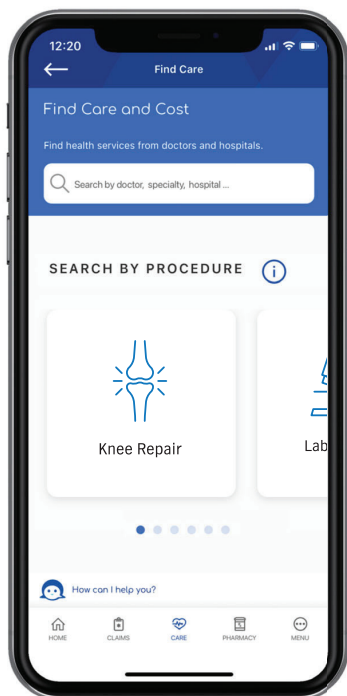 12:20
Find Care
Find Care and Cost
Find health services from doctors and hospitals.
Search by doctor, specialty, hospital ...
SEARCH BY PROCEDURE
Knee Repair
Lab
How can I help you?
HOME
CLAIMS
CARE
PHARMACY
MENU